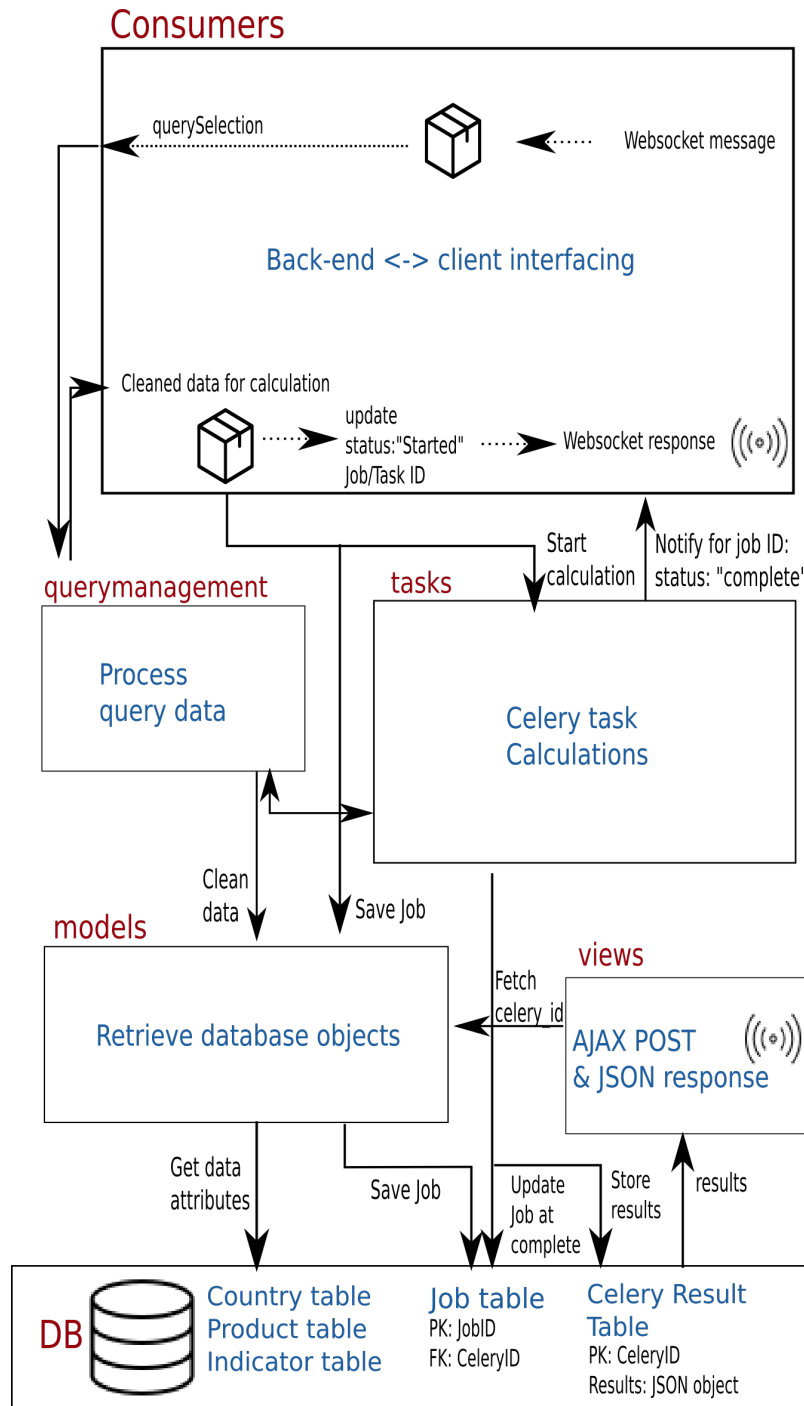 Consumers
querySelection
Websocket message
Back-end <-> client interfacing
Cleaned data for calculation
update
status:"Started"
Job/Task ID
Websocket response
Start
calculation
Notify for job ID:
status: "complete"
querymanagement
tasks
Process
query data
Celery task
Calculations
Clean
data
Save Job
models
views
Retrieve database objects
Fetch
celery_id
AJAX POST
& JSON response
Get data
attributes
Save Job
Update
Job at
complete
Store
results
results
DB
Country table
Product table
Indicator table
Job table
PK: JobID
FK: CeleryID
Celery Result
Table
PK: CeleryID
Results: JSON object